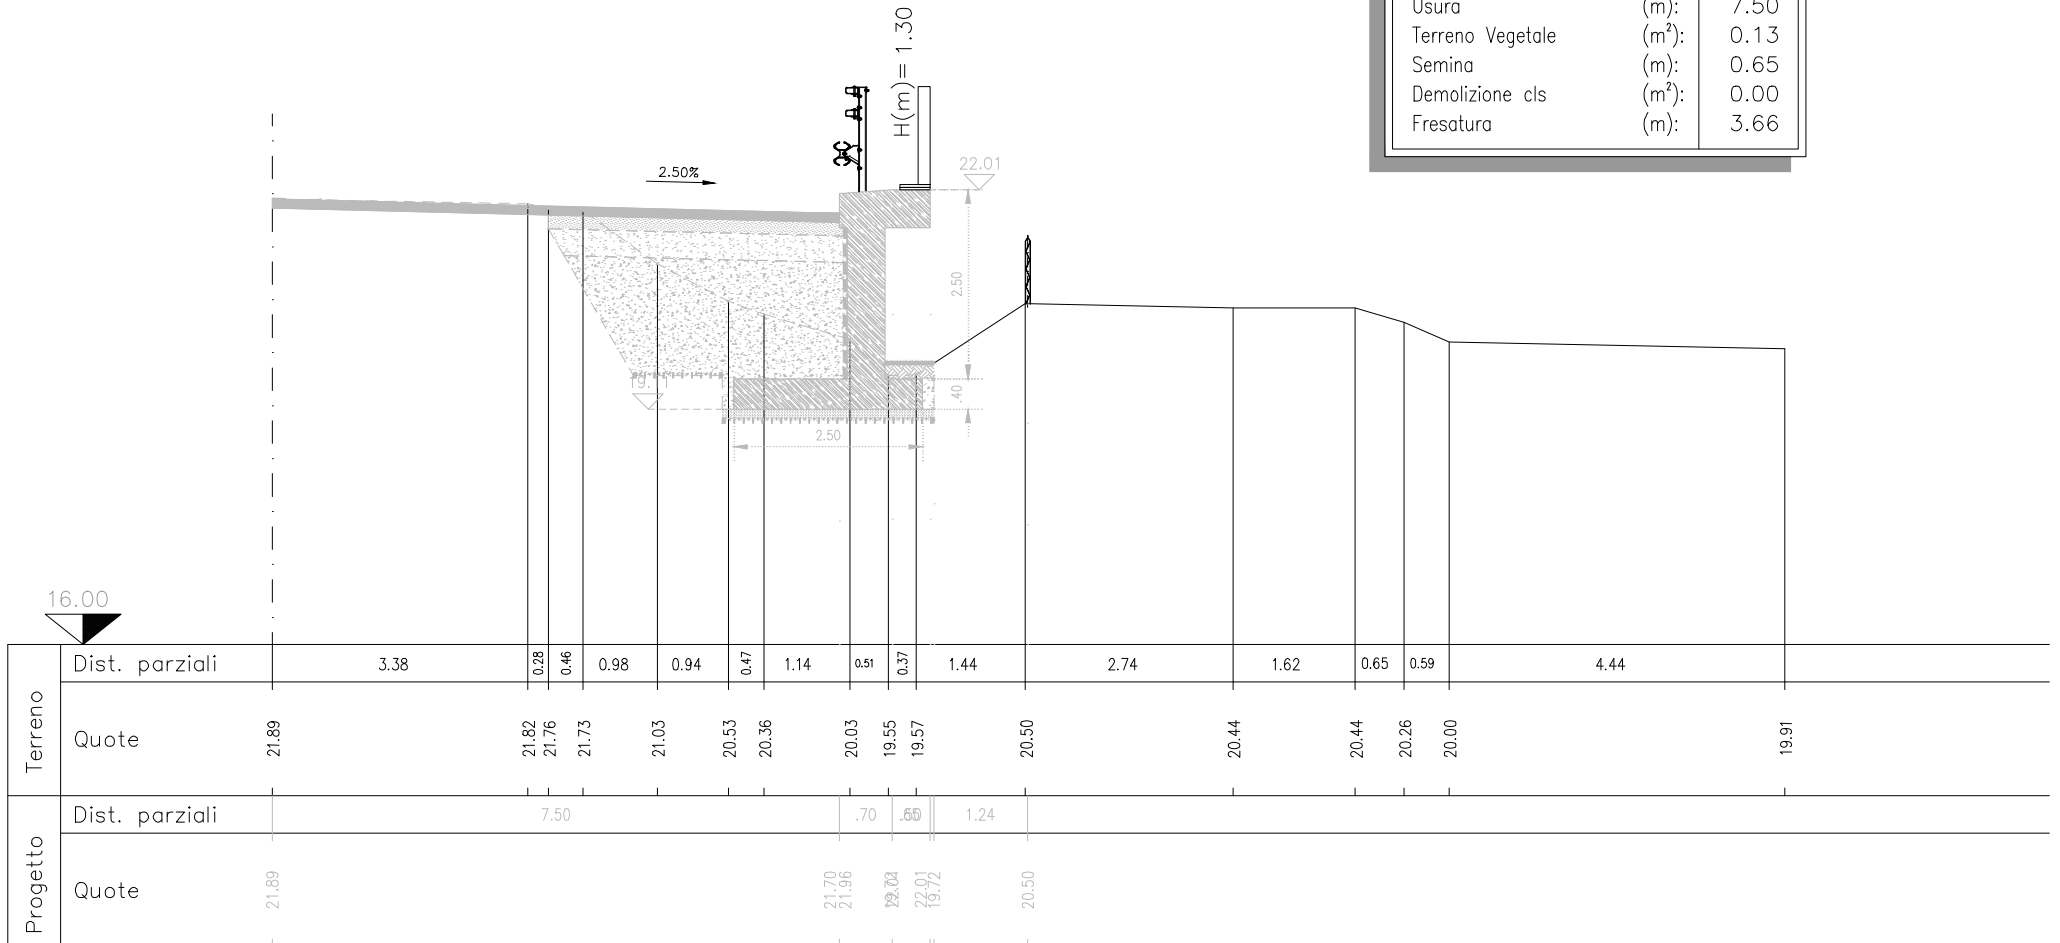 Usura (m): 7.50
Terreno Vegetale (m²): 0.13
Semina (m): 0.65
Demolizione cls (m²): 0.00
Fresatura (m): 3.66
H(m)= 1.30
2.50%
22.01
2.50
.40
2.50
16.00
Terreno
Dist. parziali 3.38 0.28 0.46 0.98 0.94 0.47 1.14 0.51 0.37 1.44 2.74 1.62 0.65 0.59 4.44
Quote 21.89 21.82 21.76 21.73 21.03 20.53 20.36 20.03 19.55 19.57 20.50 20.44 20.44 20.26 20.00 19.91
Progetto
Dist. parziali 7.50 .70 1.24
Quote 21.89 21.70 21.96 22.01 19.72 20.50